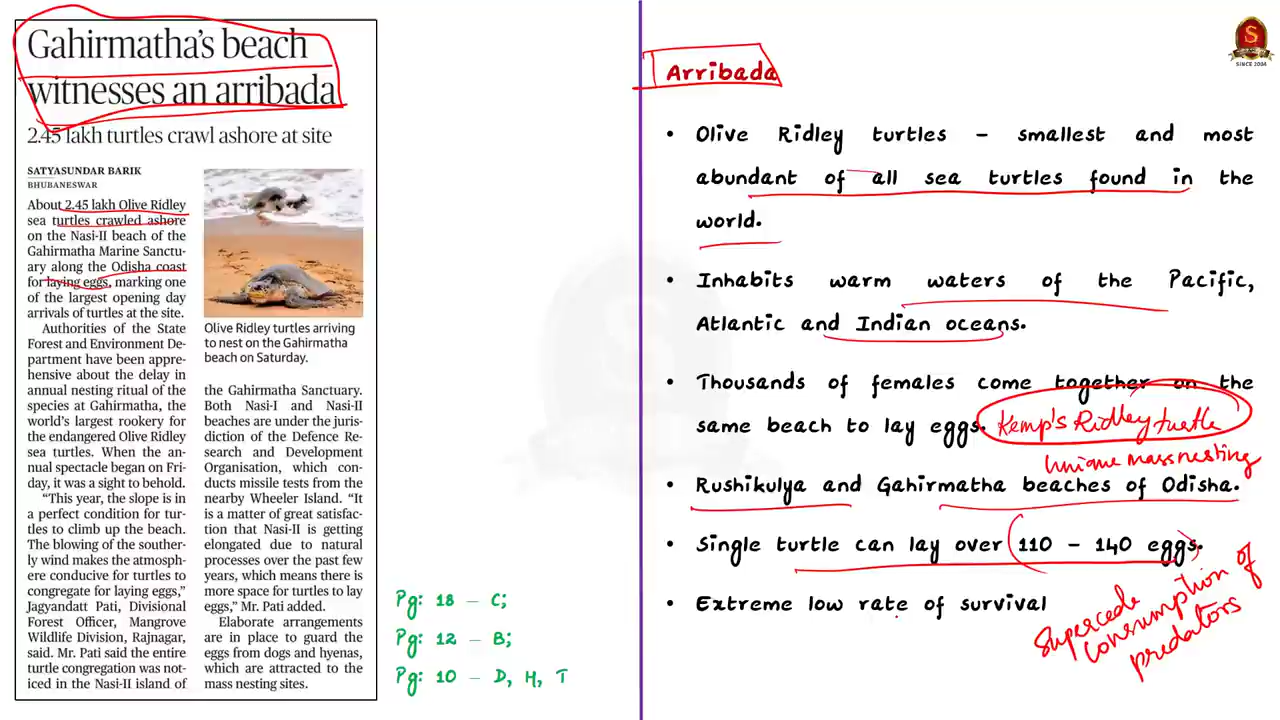 Gahirmatha's beach
witnesses an arribada
2.45 lakh turtles crawl ashore at site
SATYASUNDAR BARIK
BHUBANESWAR
About 2.45 lakh Olive Ridley
sea turtles crawled ashore
on the Nasi-II beach of the
Gahirmatha Marine Sanctu-
ary along the Odisha coast
for laying eggs, marking one
of the largest opening day
arrivals of turtles at the site.
Authorities of the State
Forest and Environment De-
partment have been appre-
hensive about the delay in
annual nesting ritual of the
species at Gahirmatha, the
world's largest rookery for
the endangered Olive Ridley
sea turtles. When the an-
nual spectacle began on Fri-
day, it was a sight to behold.
"This year, the slope is in
a perfect condition for tur-
tles to climb up the beach.
The blowing of the souther-
ly wind makes the atmosph-
ere conducive for turtles to
congregate for laying eggs,"
Jagyandatt Pati, Divisional
Forest Officer, Mangrove
Wildlife Division, Rajnagar,
said. Mr. Pati said the entire
turtle congregation was not-
iced in the Nasi-II island of
Olive Ridley turtles arriving
to nest on the Gahirmatha
beach on Saturday.
the Gahirmatha Sanctuary.
Both Nasi-I and Nasi-II
beaches are under the juris-
diction of the Defence Re-
search and Development
Organisation, which con-
ducts missile tests from the
nearby Wheeler Island. "It
is a matter of great satisfac-
tion that Nasi-II is getting
elongated due to natural
processes over the past few
years, which means there is
more space for turtles to lay
eggs," Mr. Pati added.
Elaborate arrangements
are in place to guard the
eggs from dogs and hyenas,
which are attracted to the
mass nesting sites.
Pg: 18 - C;
Pg: 12 - B;
Pg: 10 - D, H, T
Arribada
• Olive Ridley turtles – smallest and most
abundant of all sea turtles found in the
world.
• Inhabits warm waters of the Pacific,
Atlantic and Indian oceans.
• Thousands of females come together on the
same beach to lay eggs. Kemp's Ridley turtle
Unique mass nesting
• Rushikulya and Gahirmatha beaches of Odisha.
• Single turtle can lay over 110 – 140 eggs.
• Extreme low rate of survival
Supercede
consumption of
predators
S
SINCE 2004